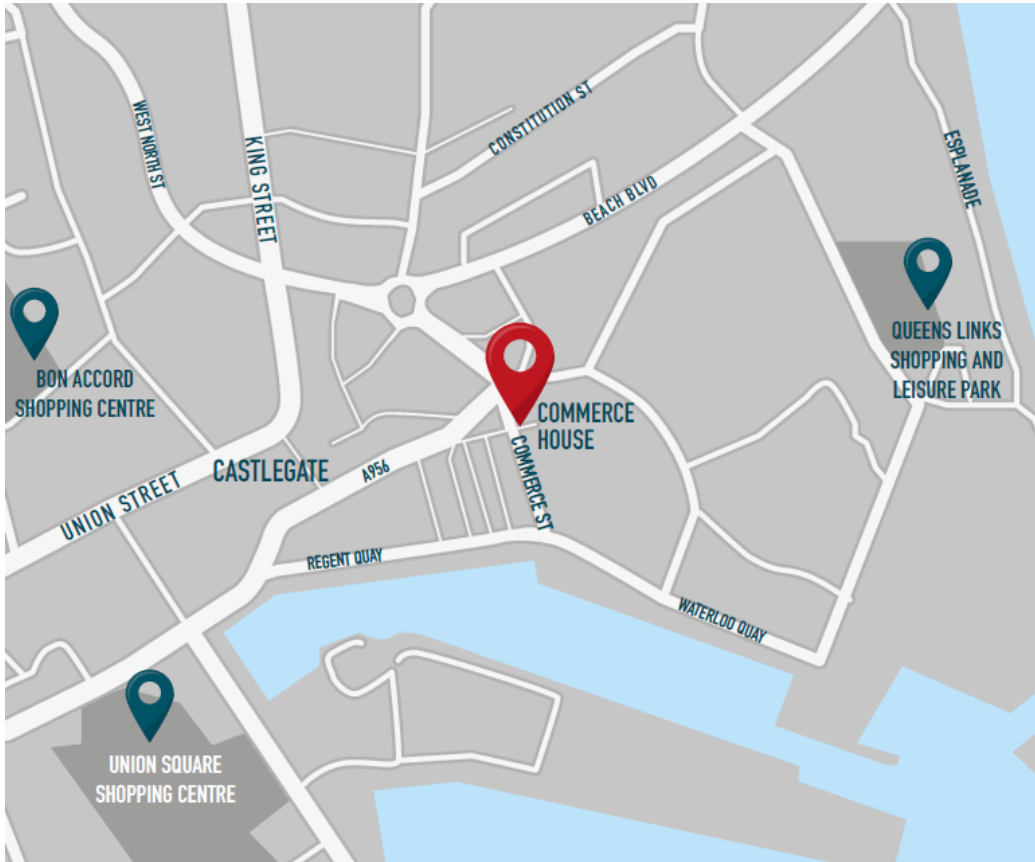 WEST NORTH ST
KING STREET
CONSTITUTION ST
BEACH BLVD
ESPLANADE
BON ACCORD
SHOPPING CENTRE
QUEENS LINKS
SHOPPING AND
LEISURE PARK
COMMERCE
HOUSE
UNION STREET
CASTLEGATE
A956
COMMERCE ST
REGENT QUAY
WATERLOO QUAY
UNION SQUARE
SHOPPING CENTRE